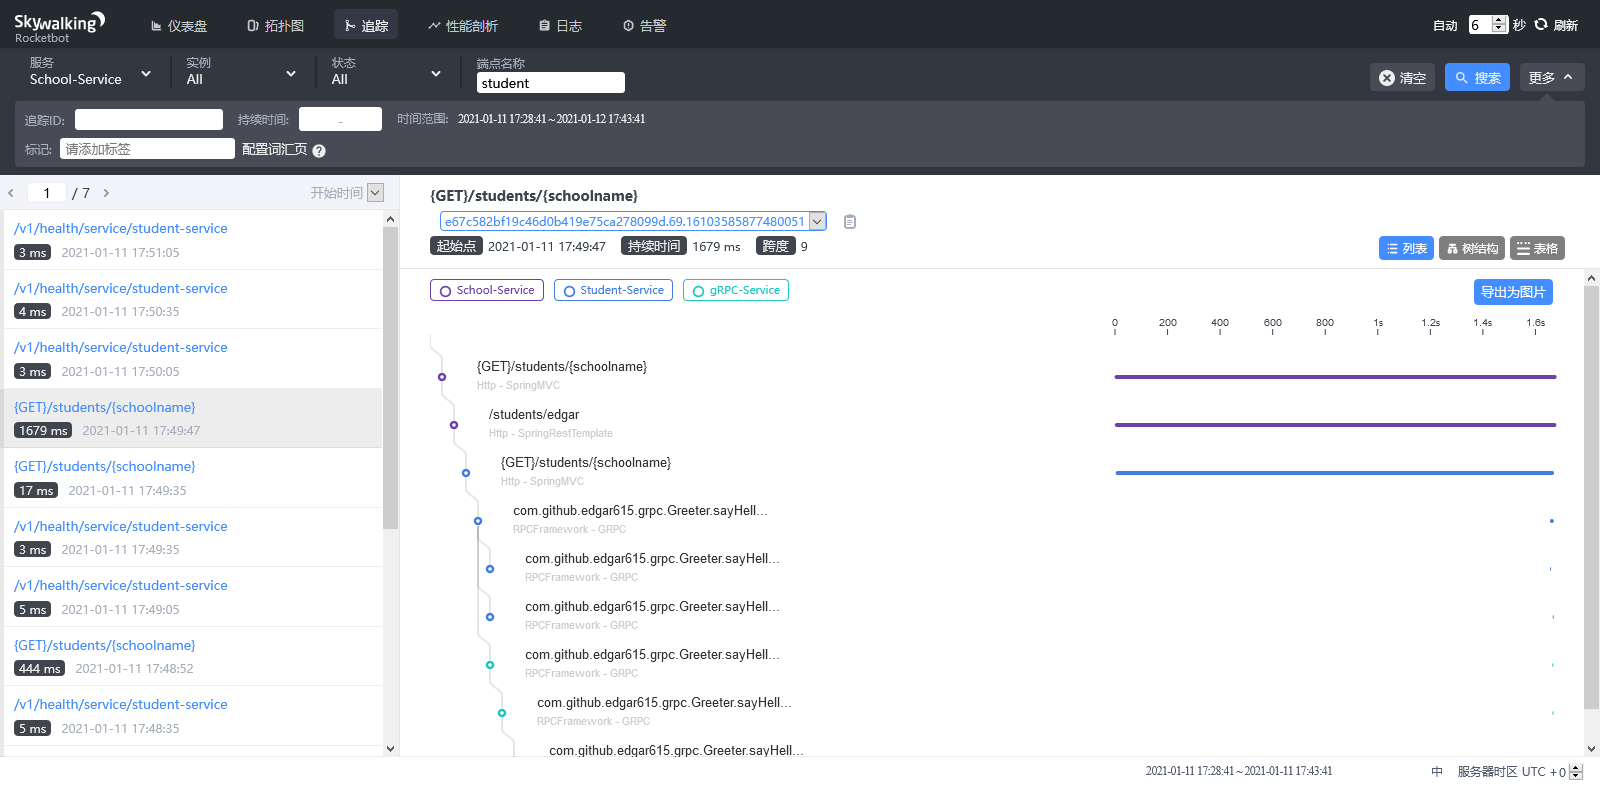 Skywalking
Rocketbot
仪表盘
拓扑图
追踪
性能剖析
日志
告警
自动 6 秒 刷新
服务
School-Service
实例
All
状态
All
端点名称
student
清空
搜索
更多
追踪ID:
持续时间: -
时间范围: 2021-01-11 17:28:41～2021-01-12 17:43:41
标记: 请添加标签 配置词汇页 ?
1 / 7
开始时间
/v1/health/service/student-service
3 ms 2021-01-11 17:51:05
/v1/health/service/student-service
4 ms 2021-01-11 17:50:35
/v1/health/service/student-service
3 ms 2021-01-11 17:50:05
{GET}/students/{schoolname}
1679 ms 2021-01-11 17:49:47
{GET}/students/{schoolname}
17 ms 2021-01-11 17:49:35
/v1/health/service/student-service
3 ms 2021-01-11 17:49:35
/v1/health/service/student-service
5 ms 2021-01-11 17:49:05
{GET}/students/{schoolname}
444 ms 2021-01-11 17:48:52
/v1/health/service/student-service
5 ms 2021-01-11 17:48:35
{GET}/students/{schoolname}
e67c582bf19c46d0b419e75ca278099d.69.16103585877480051
起始点 2021-01-11 17:49:47 持续时间 1679 ms 跨度 9
列表
树结构
表格
School-Service
Student-Service
gRPC-Service
导出为图片
0 200 400 600 800 1s 1.2s 1.4s 1.6s
{GET}/students/{schoolname}
Http - SpringMVC
/students/edgar
Http - SpringRestTemplate
{GET}/students/{schoolname}
Http - SpringMVC
com.github.edgar615.grpc.Greeter.sayHell...
RPCFramework - GRPC
com.github.edgar615.grpc.Greeter.sayHell...
RPCFramework - GRPC
com.github.edgar615.grpc.Greeter.sayHell...
RPCFramework - GRPC
com.github.edgar615.grpc.Greeter.sayHell...
RPCFramework - GRPC
com.github.edgar615.grpc.Greeter.sayHell...
RPCFramework - GRPC
com.github.edgar615.grpc.Greeter.sayHell...
2021-01-11 17:28:41～2021-01-11 17:43:41
中
服务器时区 UTC +0